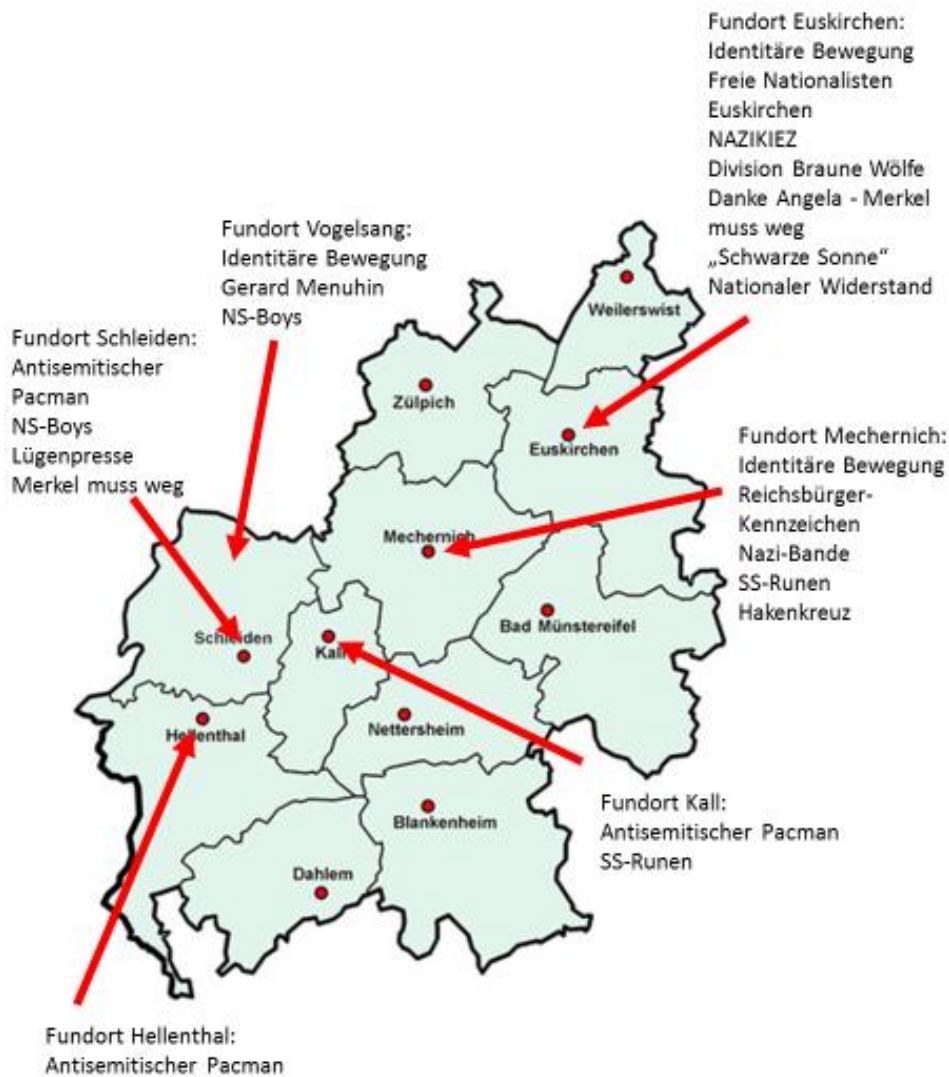 Fundort Euskirchen:
Identitäre Bewegung
Freie Nationalisten
Euskirchen
NAZIKIEZ
Division Braune Wölfe
Danke Angela - Merkel
muss weg
„Schwarze Sonne“
Nationaler Widerstand
Fundort Vogelsang:
Identitäre Bewegung
Gerard Menuhin
NS-Boys
Fundort Schleiden:
Antisemitischer
Pacman
NS-Boys
Lügenpresse
Merkel muss weg
Weilerswist
Zülpich
Euskirchen
Fundort Mechernich:
Identitäre Bewegung
Reichsbürger-
Kennzeichen
Nazi-Bande
SS-Runen
Hakenkreuz
Mechernich
Bad Münstereifel
Schleiden
Kall
Hellenthal
Nettersheim
Blankenheim
Dahlem
Fundort Kall:
Antisemitischer Pacman
SS-Runen
Fundort Hellenthal:
Antisemitischer Pacman